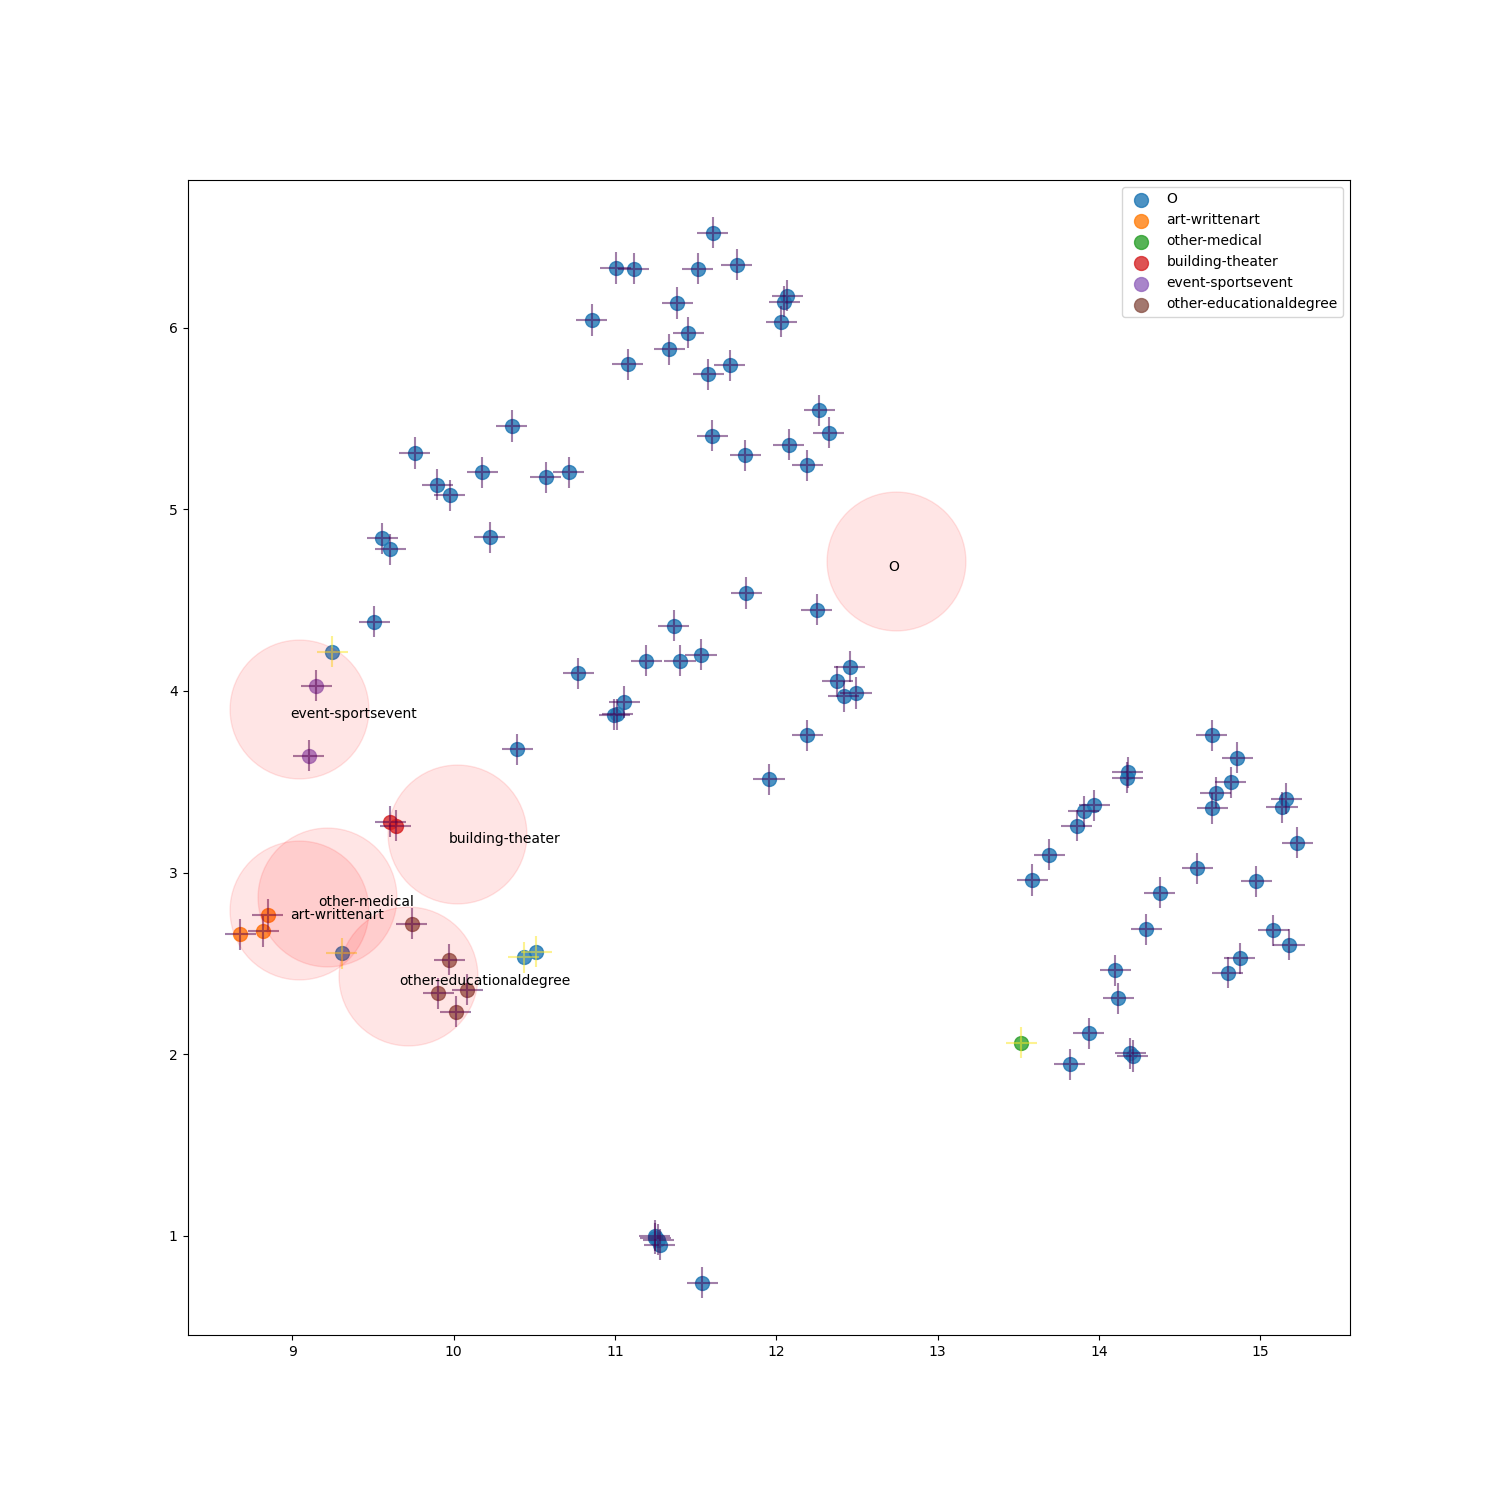 O
art-writtenart
other-medical
building-theater
event-sportsevent
other-educationaldegree
6
5
O
4
event-sportsevent
building-theater
3
other-medical
art-writtenart
other-educationaldegree
2
1
9 10 11 12 13 14 15